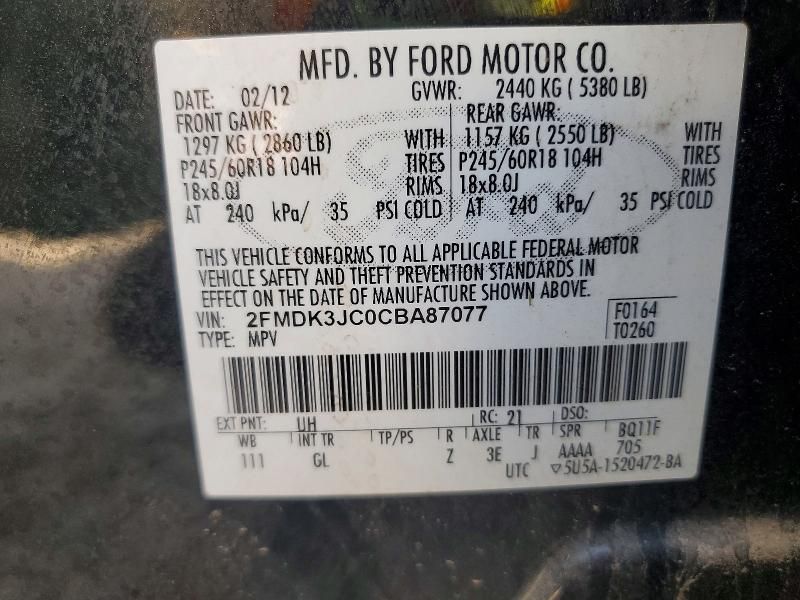 MFD. BY FORD MOTOR CO.
DATE: 02/12 GVWR: 2440 KG ( 5380 LB)
FRONT GAWR: REAR GAWR:
1297 KG ( 2860 LB) WITH 1157 KG ( 2550 LB) WITH
P245/60R18 104H TIRES P245/60R18 104H TIRES
18x8.0J RIMS 18x8.0J RIMS
AT 240 kPa/ 35 PSI COLD AT 240 kPa/ 35 PSI COLD
THIS VEHICLE CONFORMS TO ALL APPLICABLE FEDERAL MOTOR
VEHICLE SAFETY AND THEFT PREVENTION STANDARDS IN
EFFECT ON THE DATE OF MANUFACTURE SHOWN ABOVE.
VIN: 2FMDK3JC0CBA87077 F0164
TYPE: MPV T0260
EXT PNT: UH RC: 21 DSO:
WB INT TR TP/PS R AXLE TR SPR BQ11F
111 GL Z 3E J AAAA 705
UTC ▽5U5A-1520472-BA